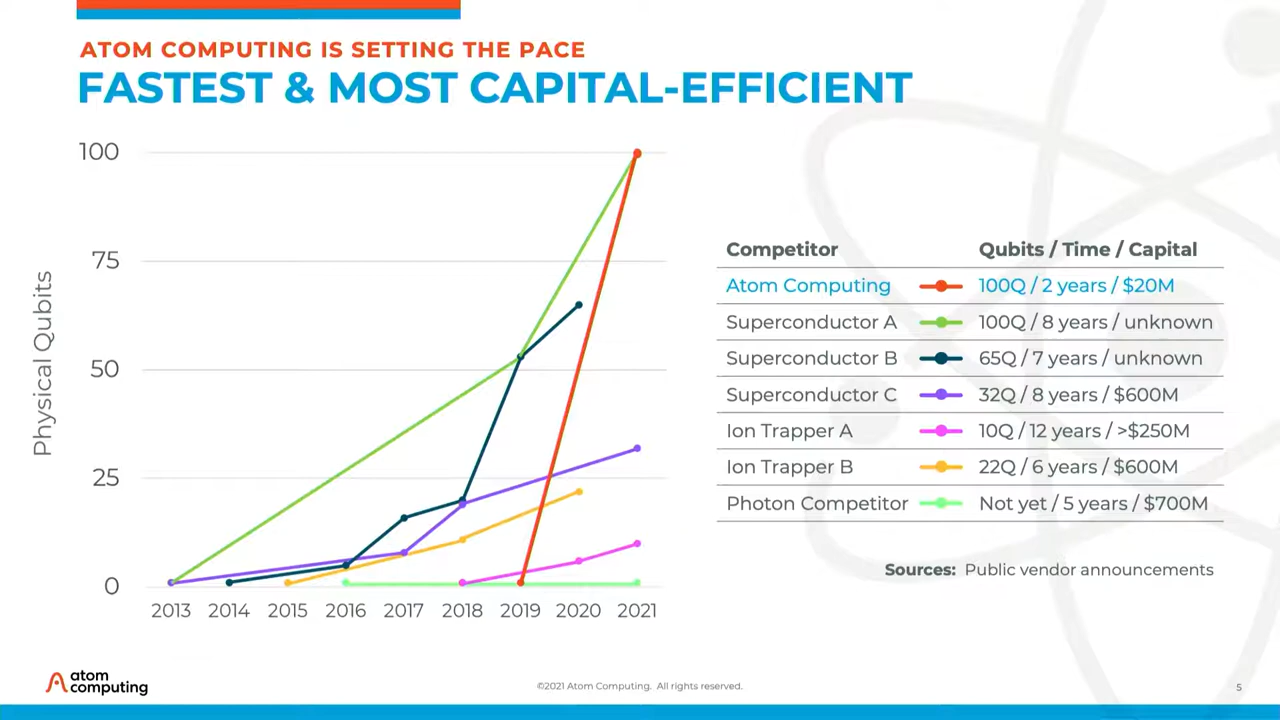 ATOM COMPUTING IS SETTING THE PACE
FASTEST & MOST CAPITAL-EFFICIENT
Physical Qubits
100
75
50
25
0
2013 2014 2015 2016 2017 2018 2019 2020 2021
Competitor Qubits / Time / Capital
Atom Computing 100Q / 2 years / $20M
Superconductor A 100Q / 8 years / unknown
Superconductor B 65Q / 7 years / unknown
Superconductor C 32Q / 8 years / $600M
Ion Trapper A 10Q / 12 years / >$250M
Ion Trapper B 22Q / 6 years / $600M
Photon Competitor Not yet / 5 years / $700M
Sources: Public vendor announcements
atom
computing
©2021 Atom Computing. All rights reserved.
5